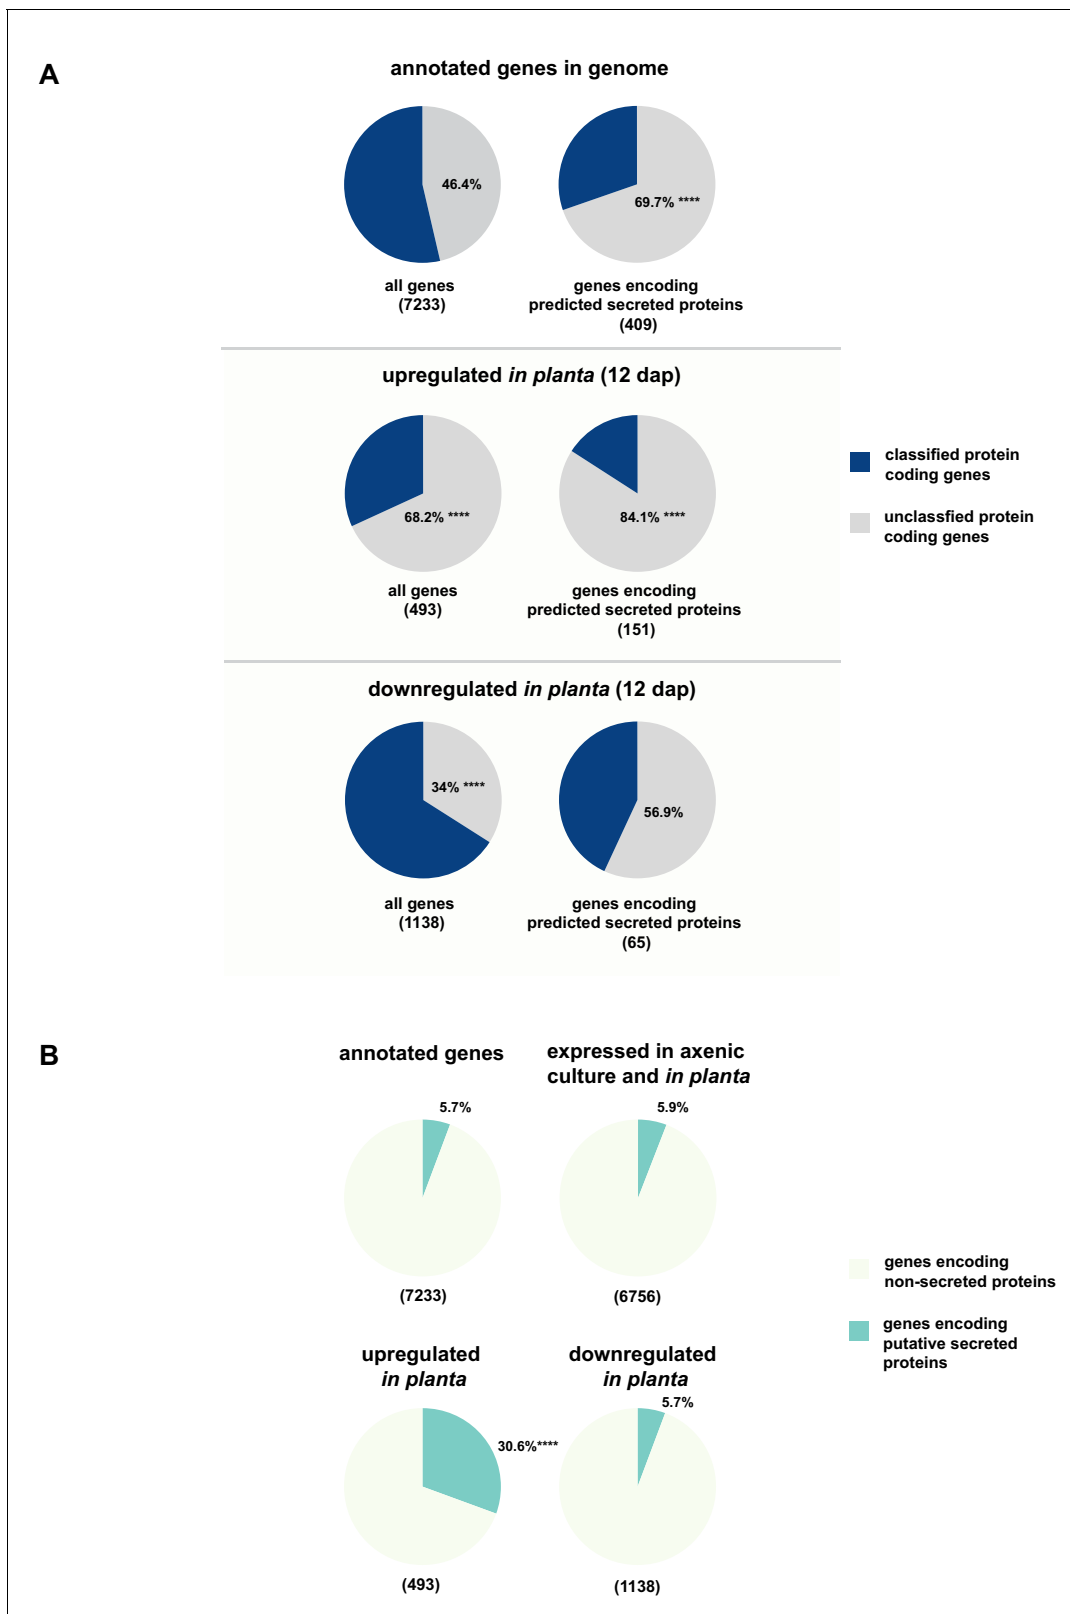 A
annotated genes in genome
46.4%
69.7% ****
all genes
(7233)
genes encoding
predicted secreted proteins
(409)
upregulated in planta (12 dap)
68.2% ****
84.1% ****
all genes
(493)
genes encoding
predicted secreted proteins
(151)
classified protein
coding genes
unclassfied protein
coding genes
downregulated in planta (12 dap)
34% ****
56.9%
all genes
(1138)
genes encoding
predicted secreted proteins
(65)
B
annotated genes
expressed in axenic
culture and in planta
5.7%
5.9%
(7233)
(6756)
genes encoding
non-secreted proteins
genes encoding
putative secreted
proteins
upregulated
in planta
downregulated
in planta
30.6%****
5.7%
(493)
(1138)